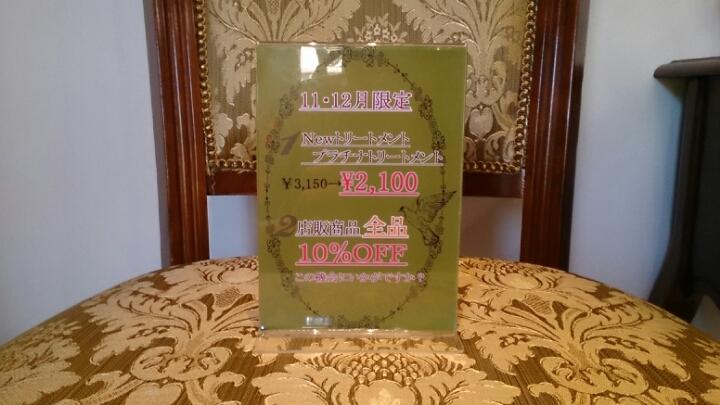 11・12月限定
1 Newトリートメント
プラチナトリートメント
￥3,150→¥2,100
2 店販商品 全品
10%OFF
この機会にいかがですか？